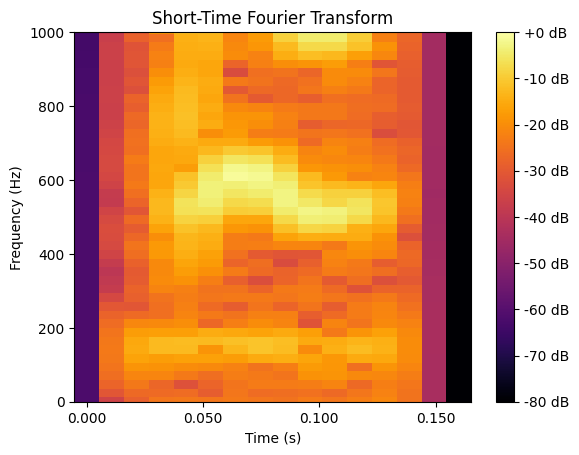 Short-Time Fourier Transform
1000
800
600
400
200
0
Frequency (Hz)
0.000
0.050
0.100
0.150
Time (s)
+0 dB
-10 dB
-20 dB
-30 dB
-40 dB
-50 dB
-60 dB
-70 dB
-80 dB